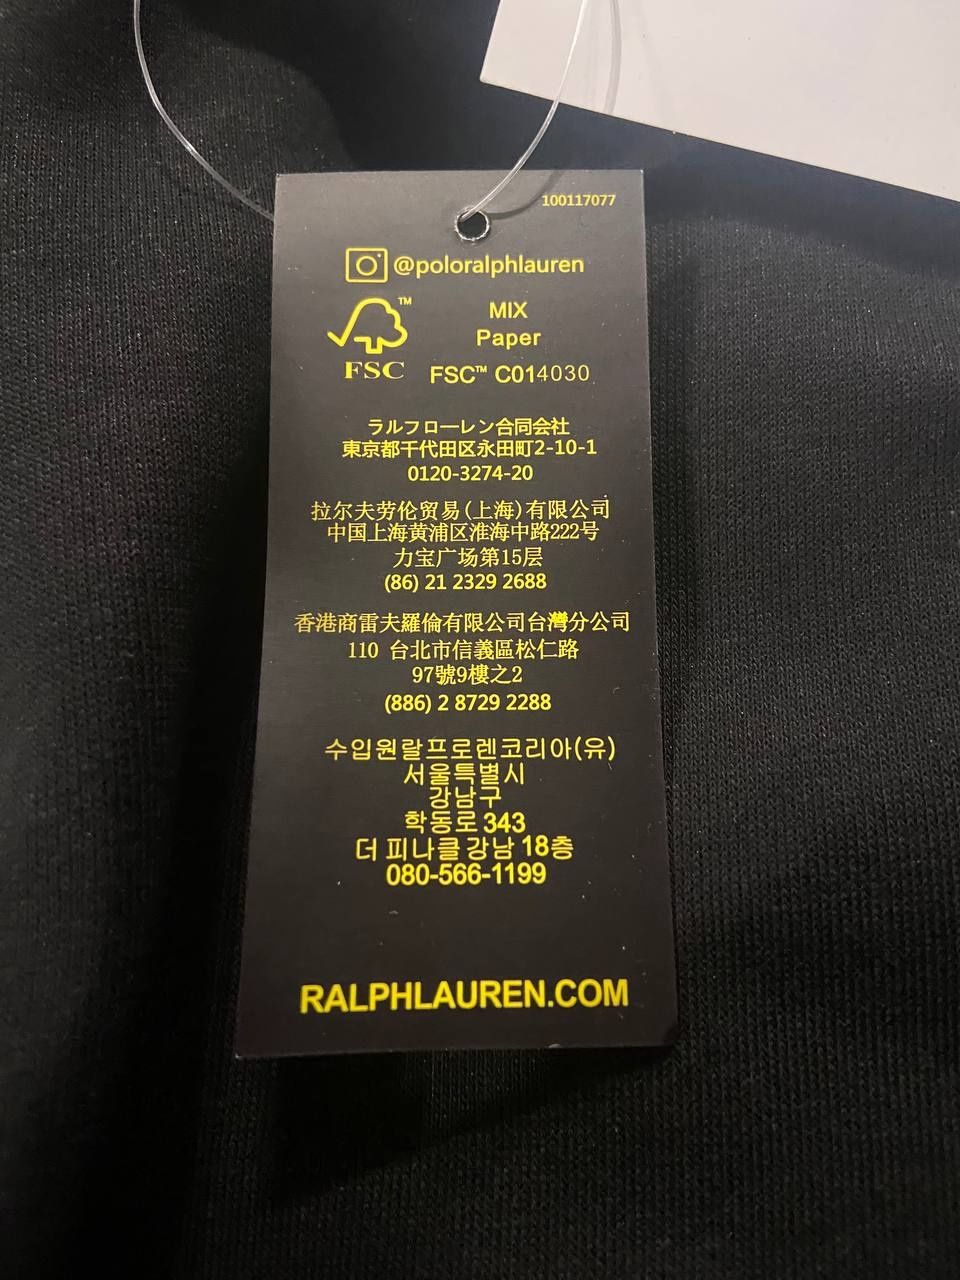 100117077
@poloralphlauren
MIX
Paper
FSC™ C014030
™
FSC
ラルフローレン合同会社
東京都千代田区永田町2-10-1
0120-3274-20
拉尔夫劳伦贸易(上海)有限公司
中国上海黄浦区淮海中路222号
力宝广场第15层
(86) 21 2329 2688
香港商雷夫羅倫有限公司台灣分公司
110 台北市信義區松仁路
97號9樓之2
(886) 2 8729 2288
수입원랄프로렌코리아(유)
서울특별시
강남구
학동로 343
더 피나클 강남 18층
080-566-1199
RALPHLAUREN.COM